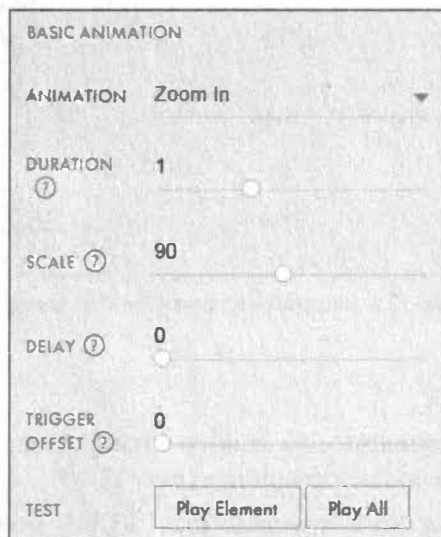 BASIC ANIMATION
ANIMATION Zoom In
DURATION ? 1
SCALE ? 90
DELAY ? 0
TRIGGER OFFSET ? 0
TEST Play Element Play All